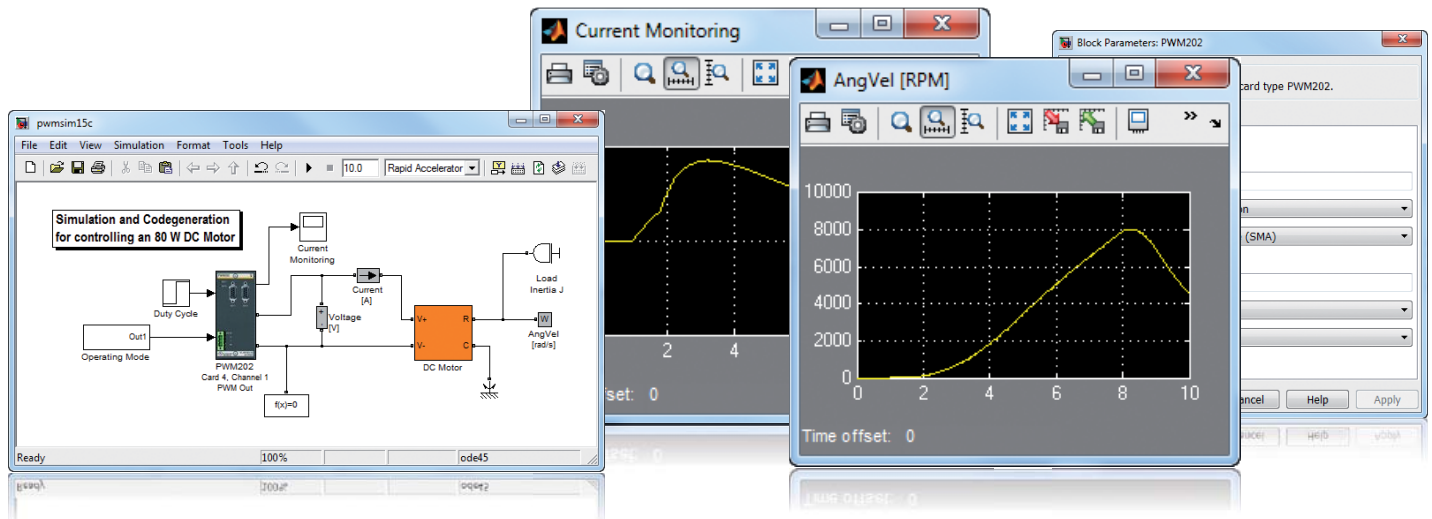 pwmsim15c
File Edit View Simulation Format Tools Help
10.0 Rapid Accelerator
Simulation and Codegeneration
for controlling an 80 W DC Motor
Current
Monitoring
Duty Cycle
Out1
Operating Mode
PWM202
Card 4, Channel 1
PWM Out
f(x)=0
Current
[A]
+
-
Voltage
[V]
V+ R
V- C
DC Motor
Load
Inertia J
W
AngVel
[rad/s]
Ready 100% ode45
Current Monitoring
2 4
set: 0
AngVel [RPM]
10000
8000
6000
4000
2000
0
0 2 4 6 8 10
Time offset: 0
Block Parameters: PWM202
card type PWM202.
on
(SMA)
ancel Help Apply